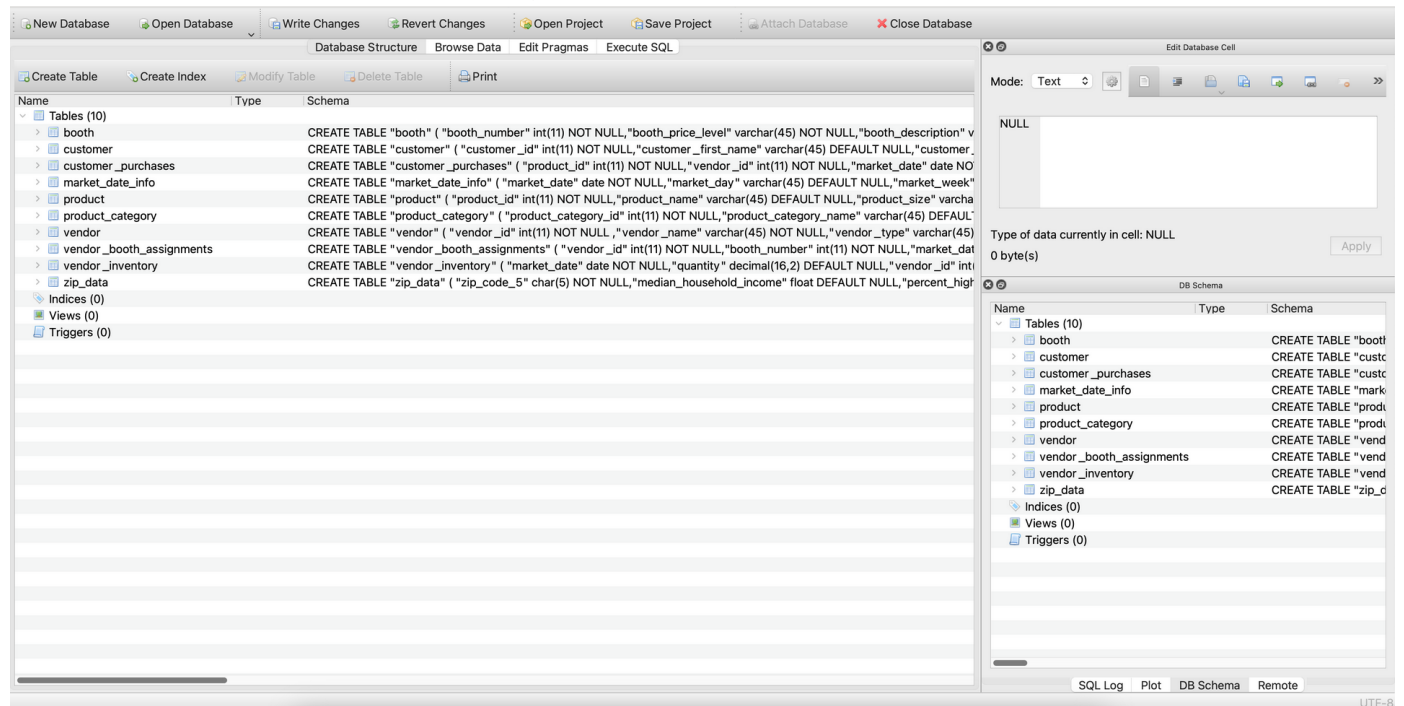 New Database Open Database Write Changes Revert Changes Open Project Save Project Attach Database Close Database
Database Structure Browse Data Edit Pragmas Execute SQL
Create Table Create Index Modify Table Delete Table Print
Name Type Schema
Tables (10)
booth CREATE TABLE "booth" ( "booth_number" int(11) NOT NULL,"booth_price_level" varchar(45) NOT NULL,"booth_description" v
customer CREATE TABLE "customer" ( "customer_id" int(11) NOT NULL,"customer_first_name" varchar(45) DEFAULT NULL,"customer_
customer_purchases CREATE TABLE "customer_purchases" ( "product_id" int(11) NOT NULL,"vendor_id" int(11) NOT NULL,"market_date" date NO
market_date_info CREATE TABLE "market_date_info" ( "market_date" date NOT NULL,"market_day" varchar(45) DEFAULT NULL,"market_week"
product CREATE TABLE "product" ( "product_id" int(11) NOT NULL,"product_name" varchar(45) DEFAULT NULL,"product_size" varcha
product_category CREATE TABLE "product_category" ( "product_category_id" int(11) NOT NULL,"product_category_name" varchar(45) DEFAUL
vendor CREATE TABLE "vendor" ( "vendor_id" int(11) NOT NULL ,"vendor_name" varchar(45) NOT NULL,"vendor_type" varchar(45)
vendor_booth_assignments CREATE TABLE "vendor_booth_assignments" ( "vendor_id" int(11) NOT NULL,"booth_number" int(11) NOT NULL,"market_dat
vendor_inventory CREATE TABLE "vendor_inventory" ( "market_date" date NOT NULL,"quantity" decimal(16,2) DEFAULT NULL,"vendor_id" int
zip_data CREATE TABLE "zip_data" ( "zip_code_5" char(5) NOT NULL,"median_household_income" float DEFAULT NULL,"percent_high
Indices (0)
Views (0)
Triggers (0)
Edit Database Cell
Mode: Text
NULL
Type of data currently in cell: NULL
0 byte(s)
Apply
DB Schema
Name Type Schema
Tables (10)
booth CREATE TABLE "booth
customer CREATE TABLE "custo
customer_purchases CREATE TABLE "custo
market_date_info CREATE TABLE "mark
product CREATE TABLE "produ
product_category CREATE TABLE "produ
vendor CREATE TABLE "vend
vendor_booth_assignments CREATE TABLE "vend
vendor_inventory CREATE TABLE "vend
zip_data CREATE TABLE "zip_d
Indices (0)
Views (0)
Triggers (0)
SQL Log Plot DB Schema Remote
UTF-8